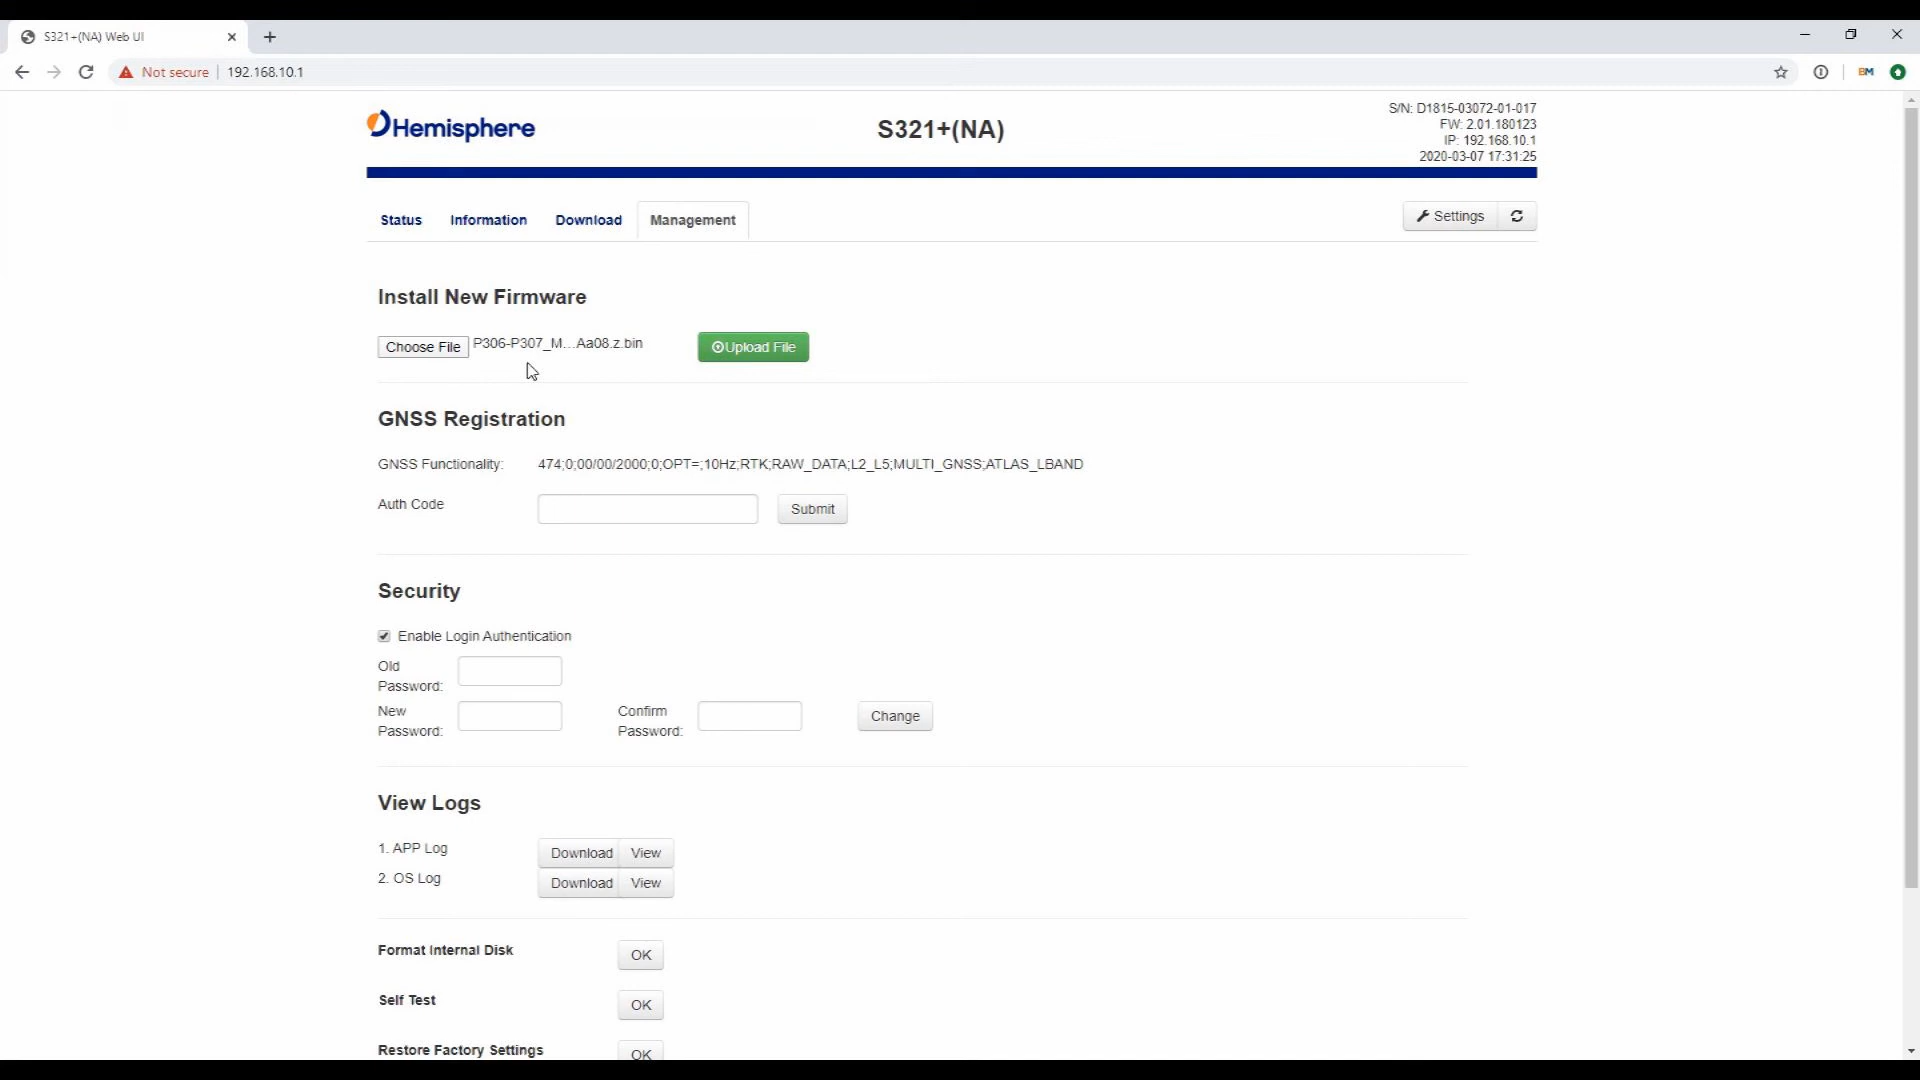 S321+(NA) Web UI
Not secure
192.168.10.1
BM
Hemisphere
S321+(NA)
S/N: D1815-03072-01-017
FW: 2.01.180123
IP: 192.168.10.1
2020-03-07 17:31:25
Status
Information
Download
Management
Settings
Install New Firmware
Choose File P306-P307_M...Aa08.z.bin
Upload File
GNSS Registration
GNSS Functionality:
474;0;00/00/2000;0;OPT=;10Hz;RTK;RAW_DATA;L2_L5;MULTI_GNSS;ATLAS_LBAND
Auth Code
Submit
Security
Enable Login Authentication
Old
Password:
New
Password:
Confirm
Password:
Change
View Logs
1. APP Log
Download
View
2. OS Log
Download
View
Format Internal Disk
OK
Self Test
OK
Restore Factory Settings
OK